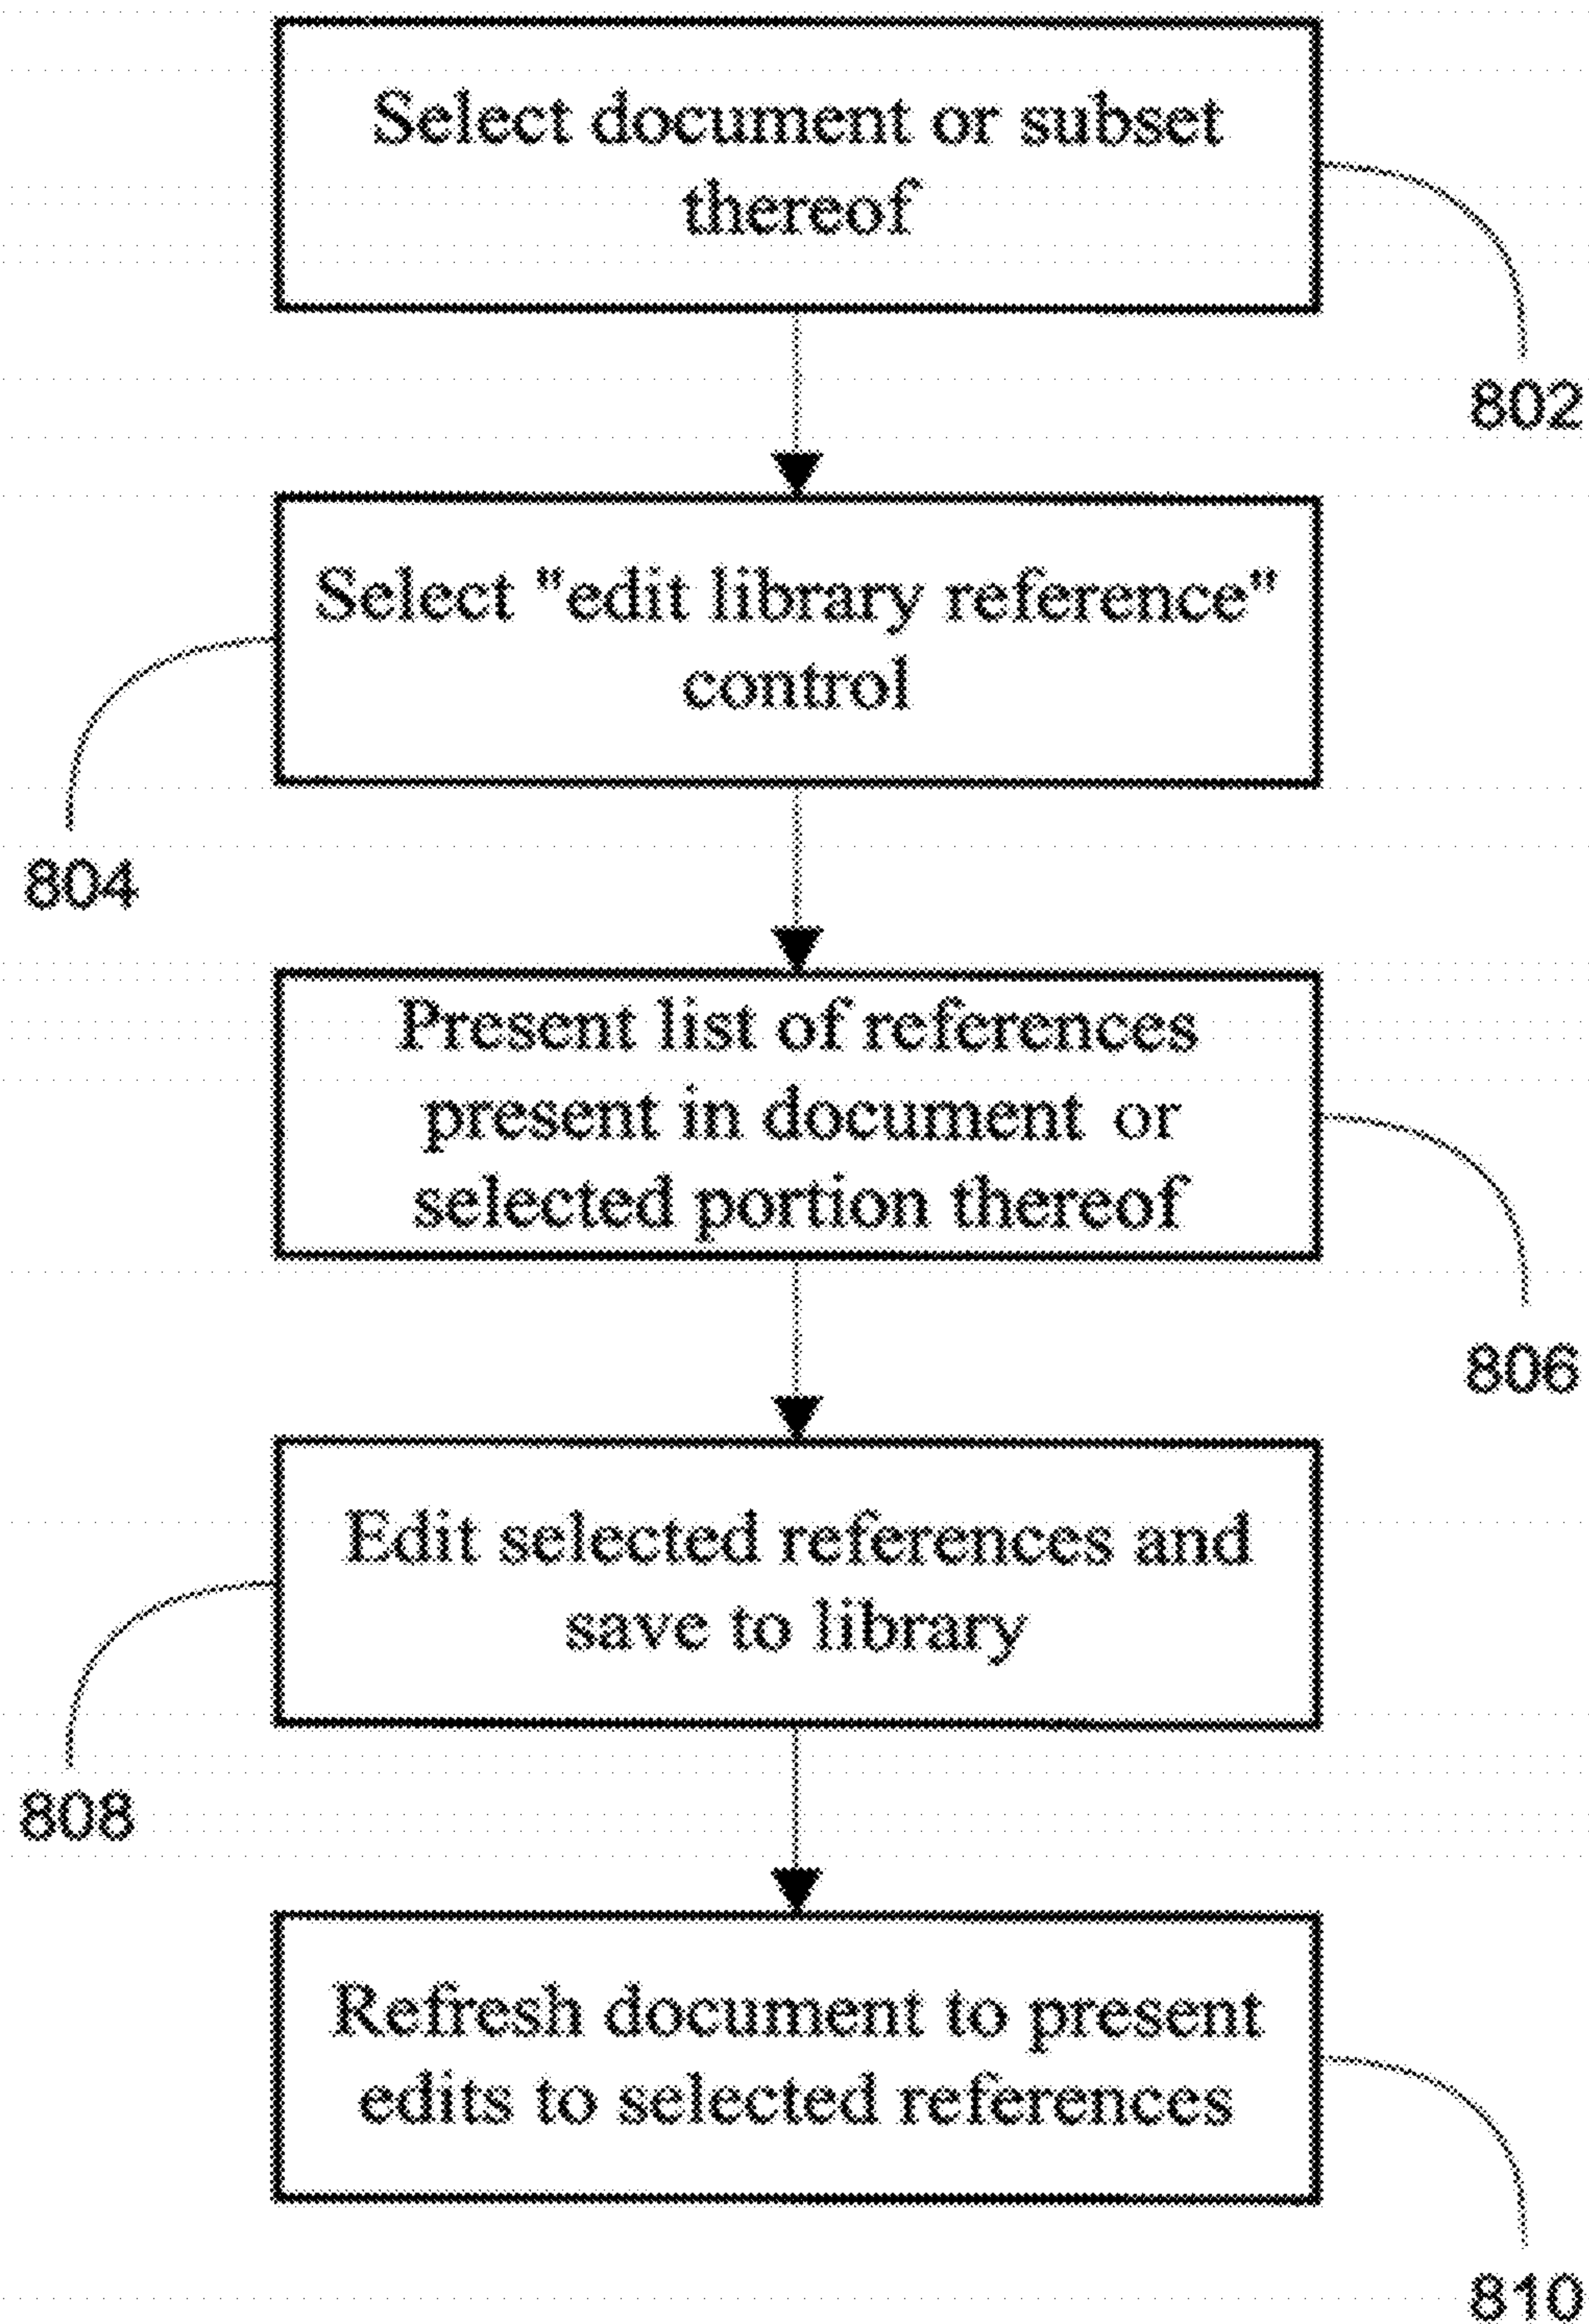 Select document or subset
thereof
802
Select "edit library reference"
control
804
Present list of references
present in document or
selected portion thereof
806
Edit selected references and
save to library
808
Refresh document to present
edits to selected references
810